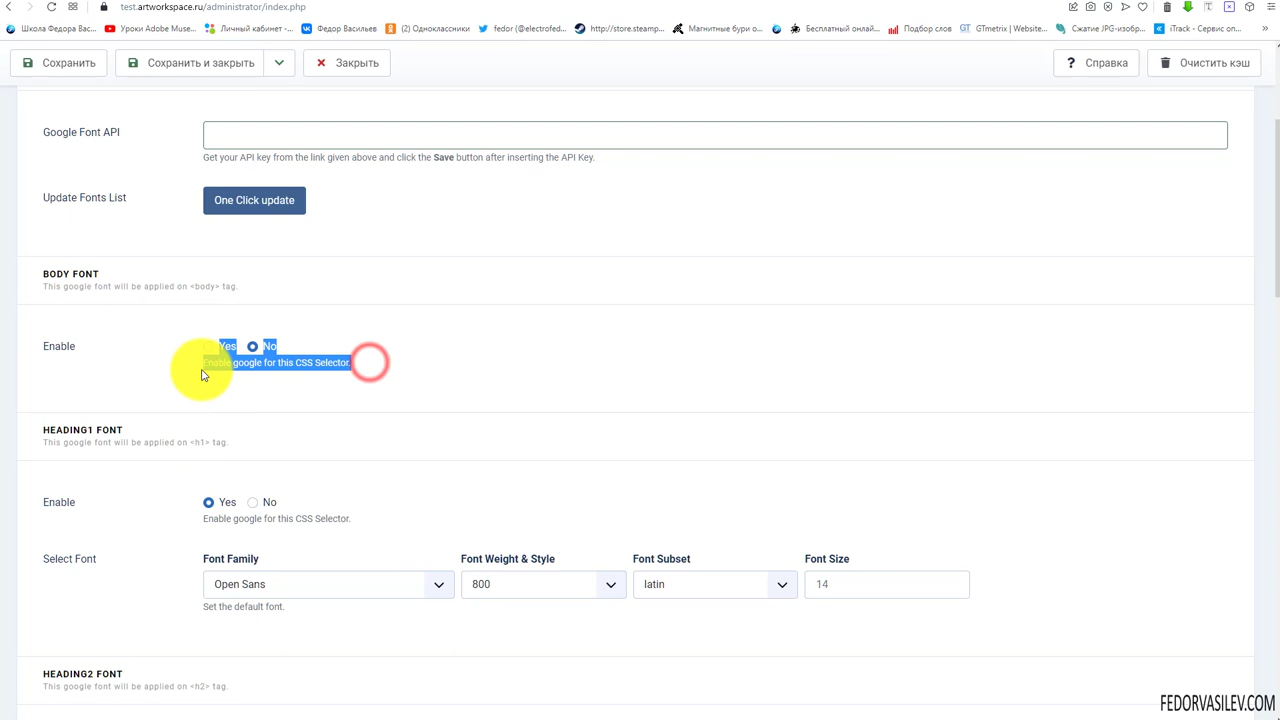 test.artworkspace.ru/administrator/index.php
Школа Федора Вас... Уроки Adobe Muse... Личный кабинет -... Федор Васильев (2) Одноклассники fedor (@electrofed... http://store.steamp... Магнитные бури о... Бесплатный онлай... Подбор слов GTmetrix | Website... Сжатие JPG-изобр... iTrack - Сервис оп...
Сохранить Сохранить и закрыть Закрыть Справка Очистить кэш
Google Font API
Get your API key from the link given above and click the Save button after inserting the API Key.
Update Fonts List One Click update
BODY FONT
This google font will be applied on <body> tag.
Enable Yes No
Enable google for this CSS Selector.
HEADING1 FONT
This google font will be applied on <h1> tag.
Enable Yes No
Enable google for this CSS Selector.
Select Font Font Family Font Weight & Style Font Subset Font Size
Open Sans 800 latin 14
Set the default font.
HEADING2 FONT
This google font will be applied on <h2> tag.
FEDORVASILEV.COM